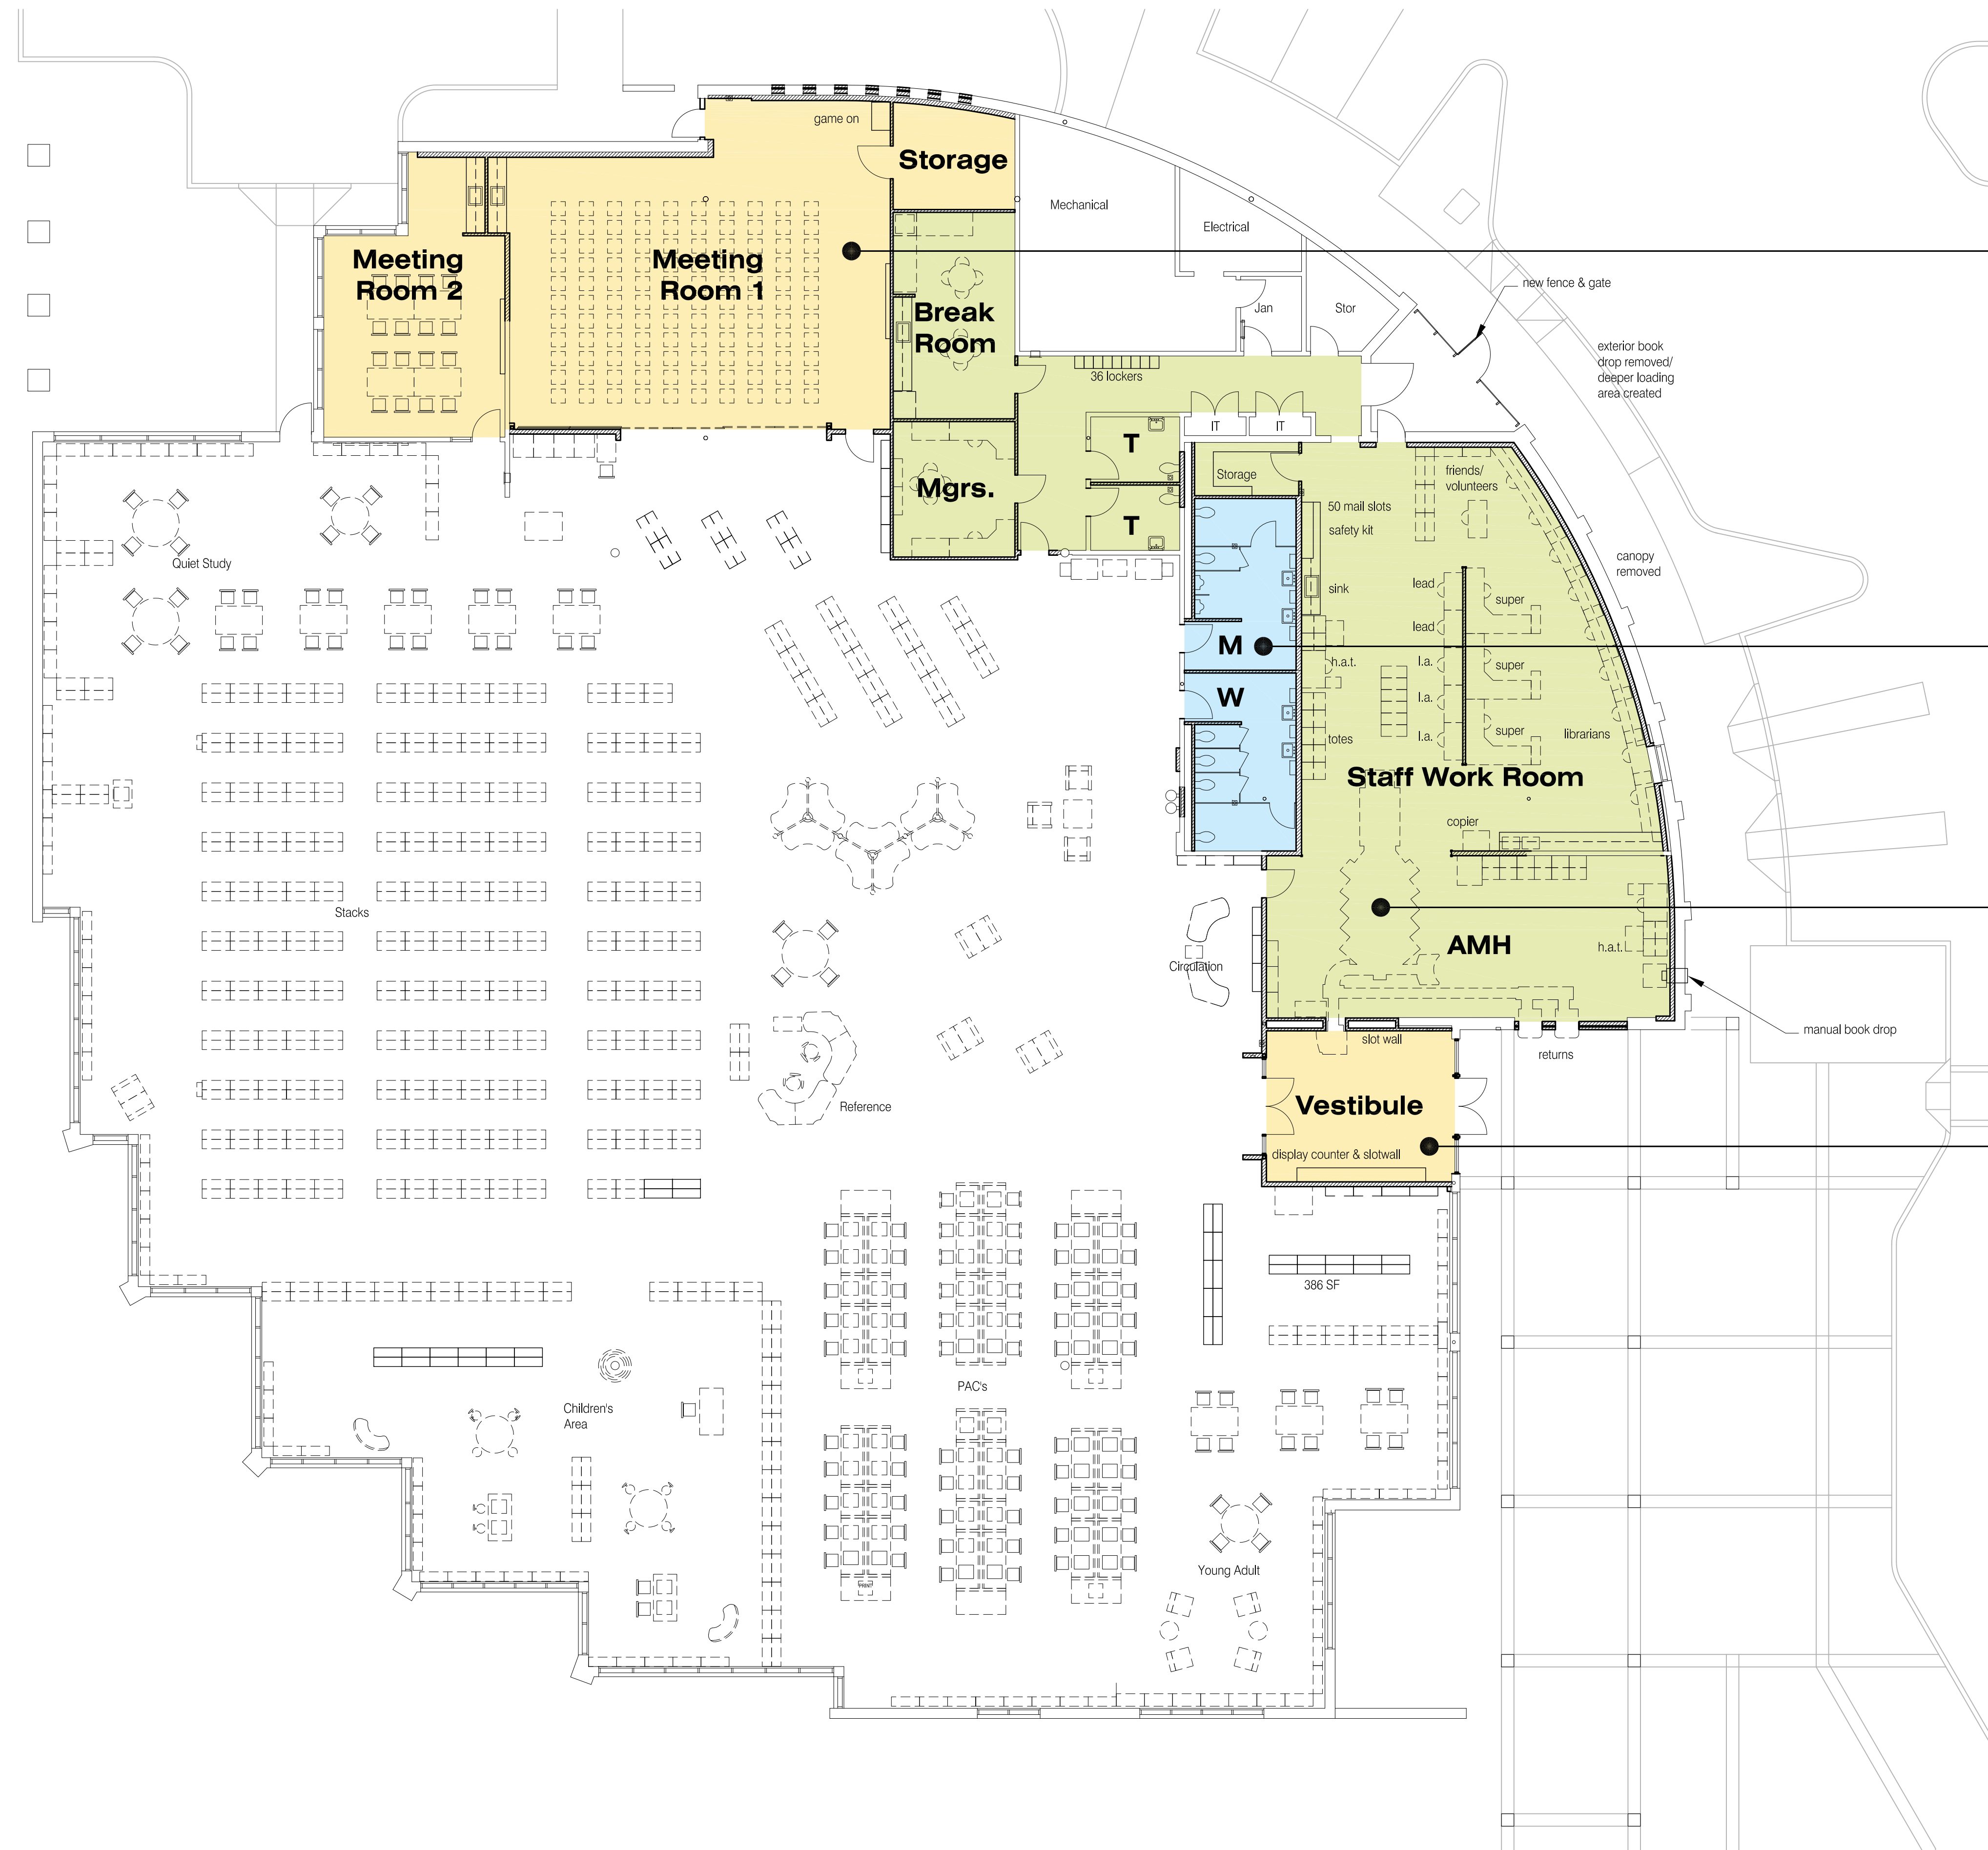 game on
Storage
Mechanical
Electrical
Meeting
Room 2
Meeting
Room 1
new fence & gate
Break
Room
Jan
Stor
exterior book
drop removed/
deeper loading
area created
36 lockers
IT
IT
T
friends/
volunteers
Storage
Mgrs.
50 mail slots
T
safety kit
Quiet Study
canopy
removed
lead
sink
super
lead
M
h.a.t.
l.a.
super
W
l.a.
totes
l.a.
super
librarians
Staff Work Room
copier
Stacks
AMH
h.a.t.
Circulation
manual book drop
slot wall
returns
Vestibule
Reference
display counter & slotwall
386 SF
PAC's
Children's
Area
Young Adult
PRINT